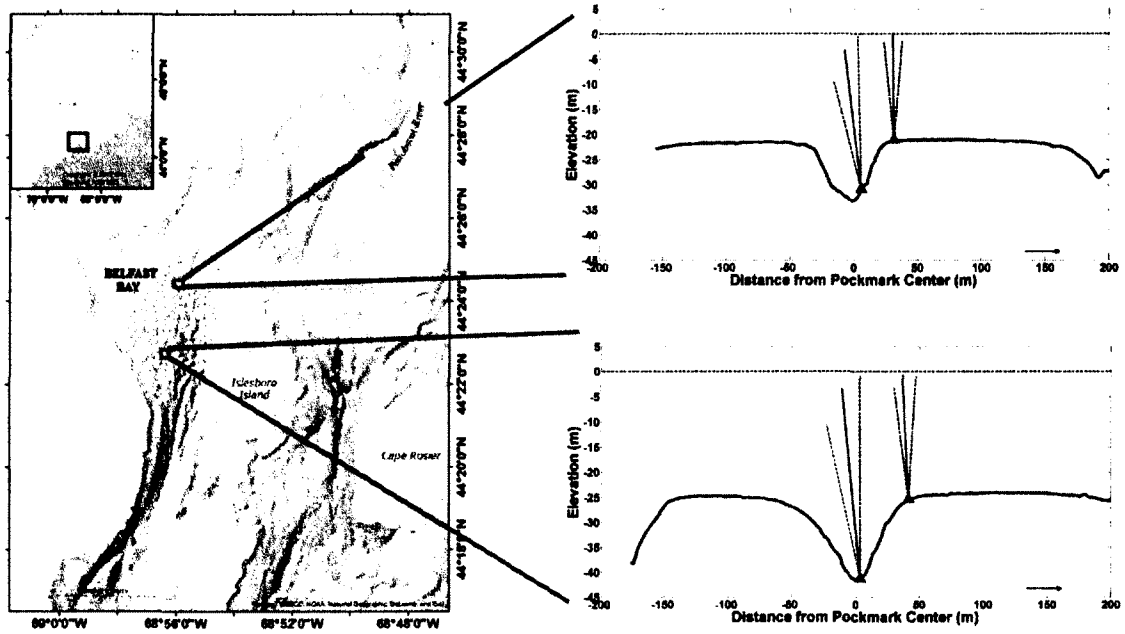 BELFAST
BAY
Islesboro
Island
Cape Rosier
44°30'0"N
44°28'0"N
44°26'0"N
44°24'0"N
44°22'0"N
44°20'0"N
44°18'0"N
69°0'0"W 68°56'0"W 68°52'0"W 68°48'0"W
5
0
-5
-10
-15
-20
-25
-30
-35
-40
-45
Elevation (m)
-200 -150 -50 0 50 100 150 200
Distance from Pockmark Center (m)
5
0
-5
-10
-15
-20
-25
-30
-35
-40
-45
Elevation (m)
-200 -150 -50 0 50 100 150 200
Distance from Pockmark Center (m)